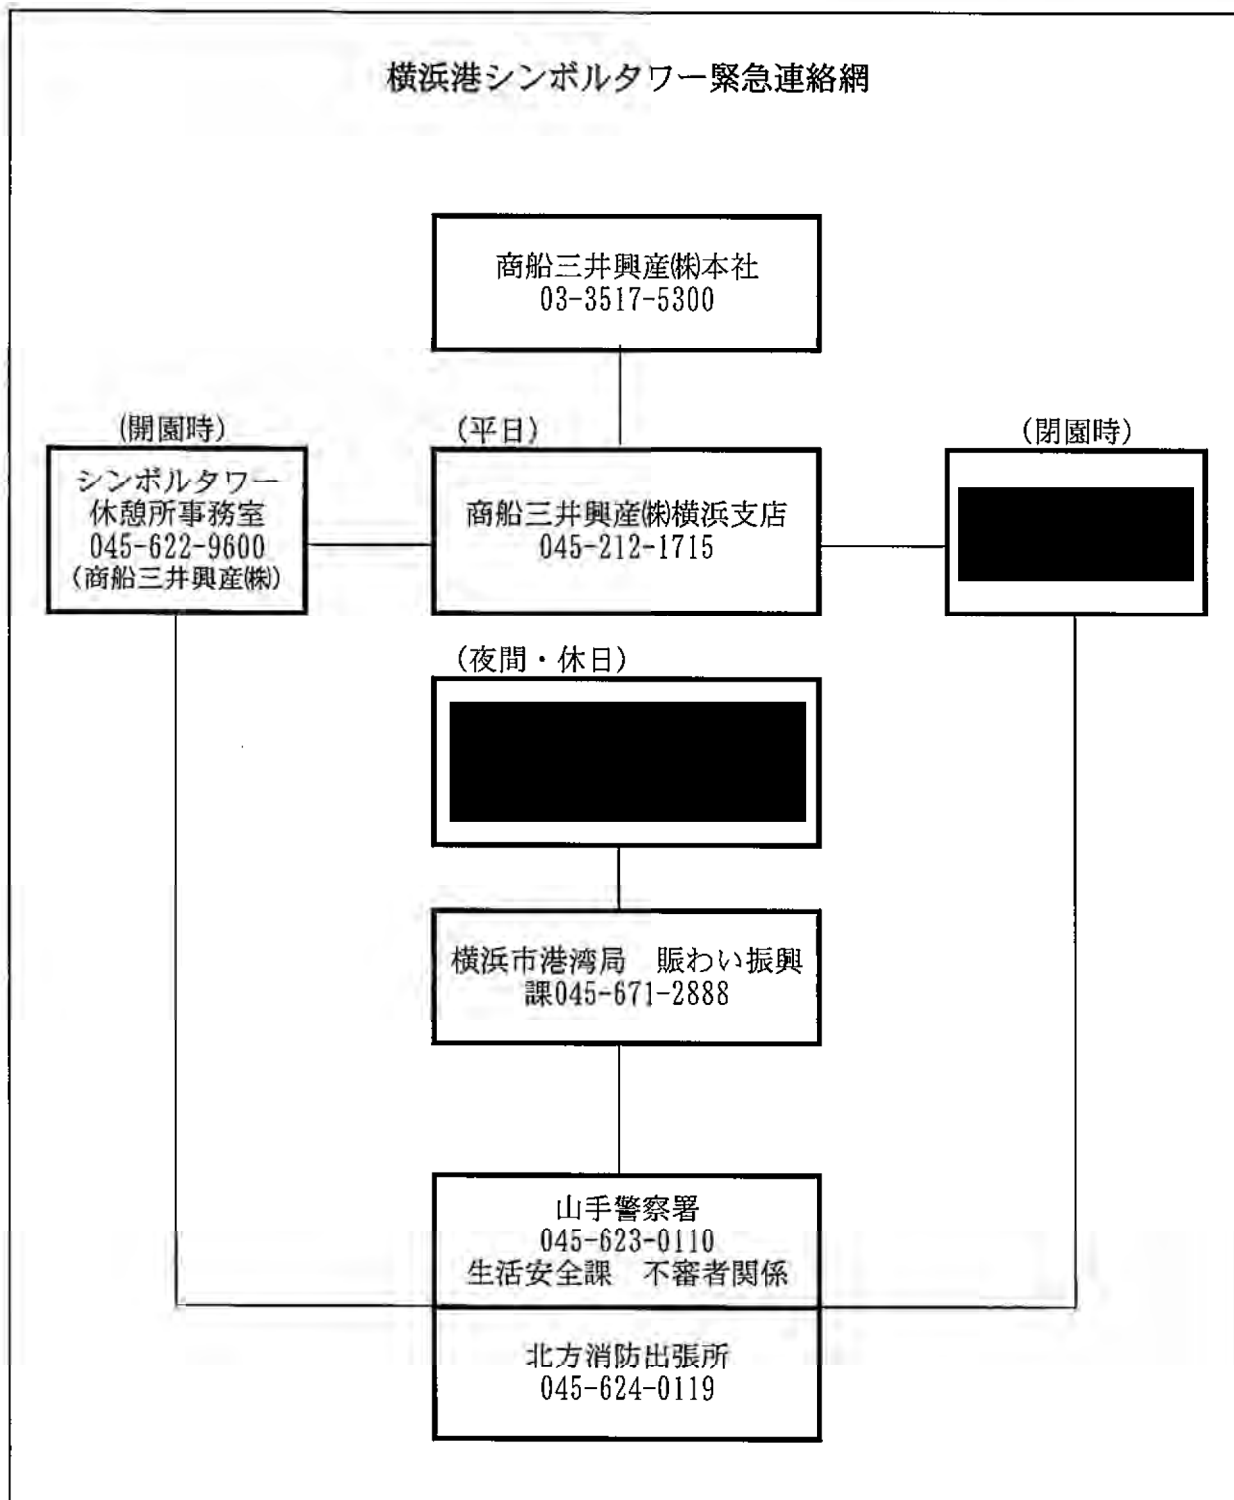 横浜港シンボルタワー緊急連絡網
商船三井興産㈱本社
03-3517-5300
(開園時)
シンボルタワー
休憩所事務室
045-622-9600
(商船三井興産㈱)
(平日)
商船三井興産㈱横浜支店
045-212-1715
(閉園時)
(夜間・休日)
横浜市港湾局　賑わい振興
課045-671-2888
山手警察署
045-623-0110
生活安全課　不審者関係
北方消防出張所
045-624-0119